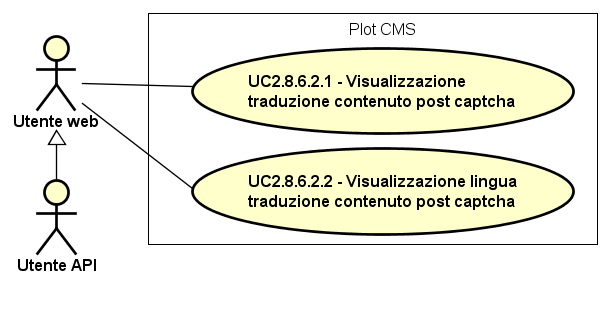 Plot CMS
UC2.8.6.2.1 - Visualizzazione
traduzione contenuto post captcha
Utente web
UC2.8.6.2.2 - Visualizzazione lingua
traduzione contenuto post captcha
Utente API